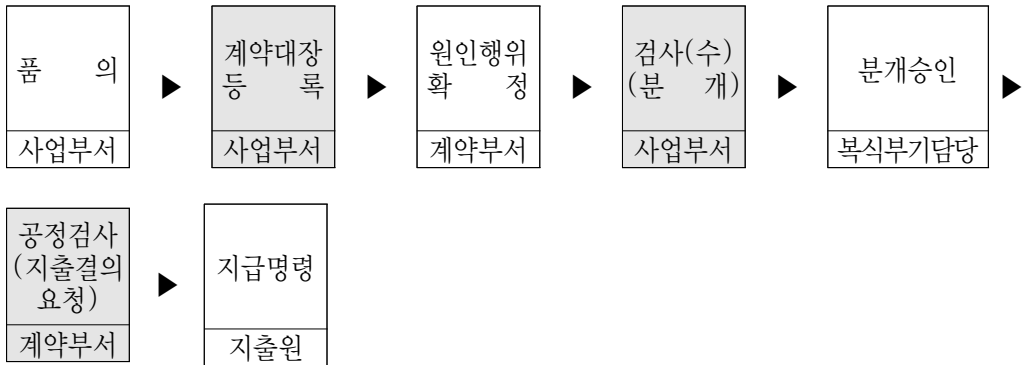 품 의
▶
계약대장
등 록
▶
원인행위
확 정
▶
검사(수)
(분 개)
▶
분개승인
▶
사업부서
사업부서
계약부서
사업부서
복식부기담당
공정검사
(지출결의
요청)
▶
지급명령
계약부서
지출원